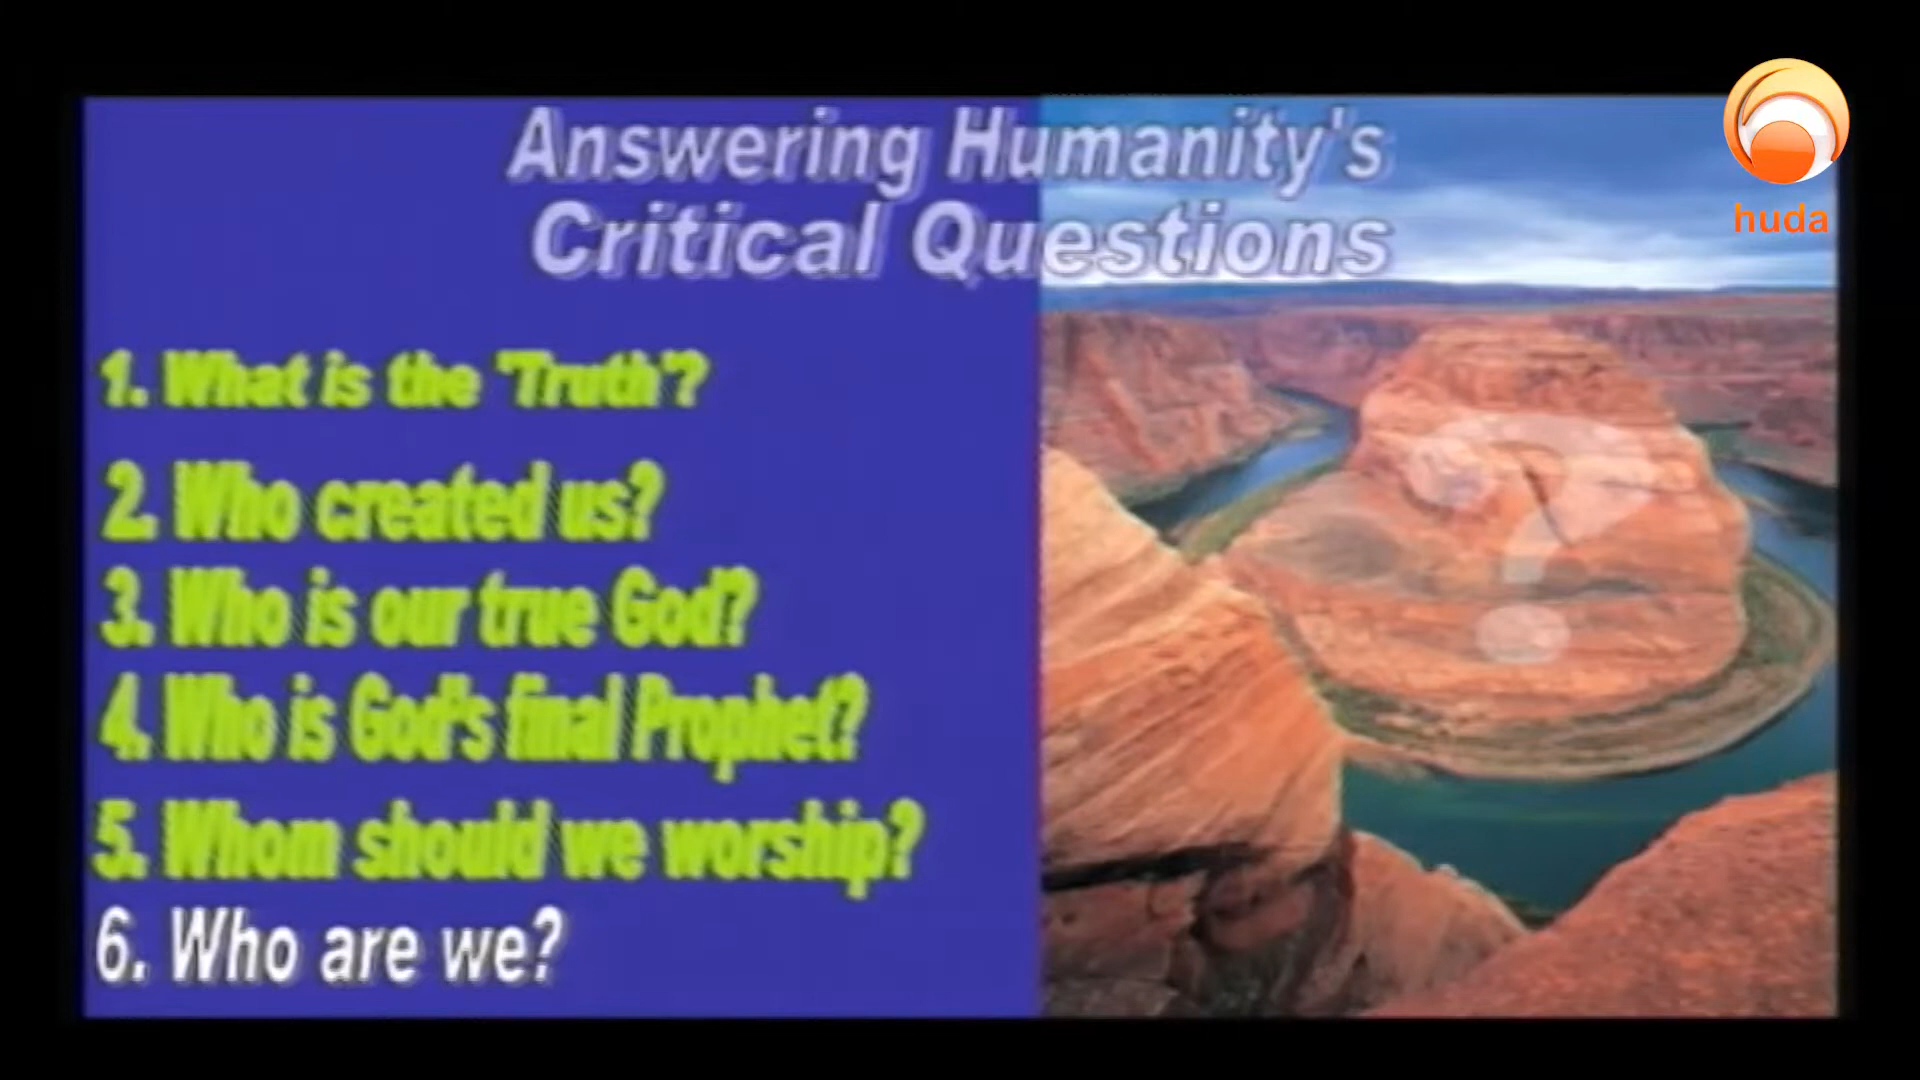 Answering Humanity's
Critical Questions
huda
1. What is the 'Truth'?
2. Who created us?
3. Who is our true God?
4. Who is God's final Prophet?
5. Whom should we worship?
6. Who are we?